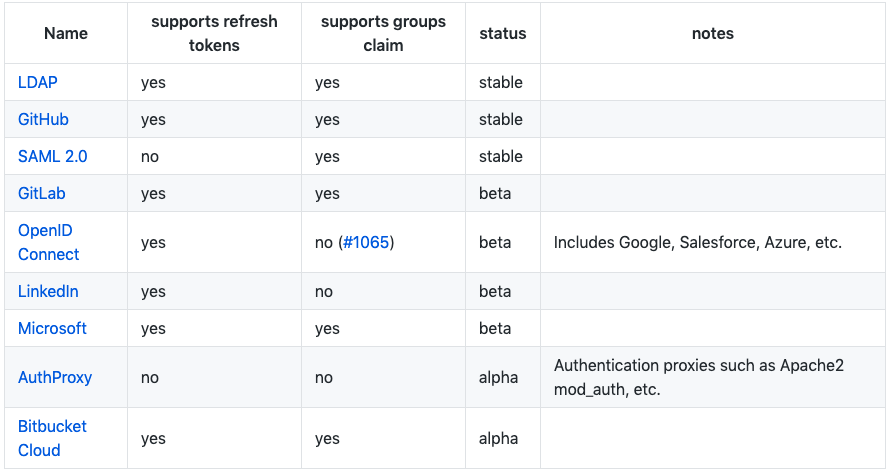 Name supports refresh tokens supports groups claim status notes
LDAP yes yes stable
GitHub yes yes stable
SAML 2.0 no yes stable
GitLab yes yes beta
OpenID Connect yes no (#1065) beta Includes Google, Salesforce, Azure, etc.
LinkedIn yes no beta
Microsoft yes yes beta
AuthProxy no no alpha Authentication proxies such as Apache2 mod_auth, etc.
Bitbucket Cloud yes yes alpha